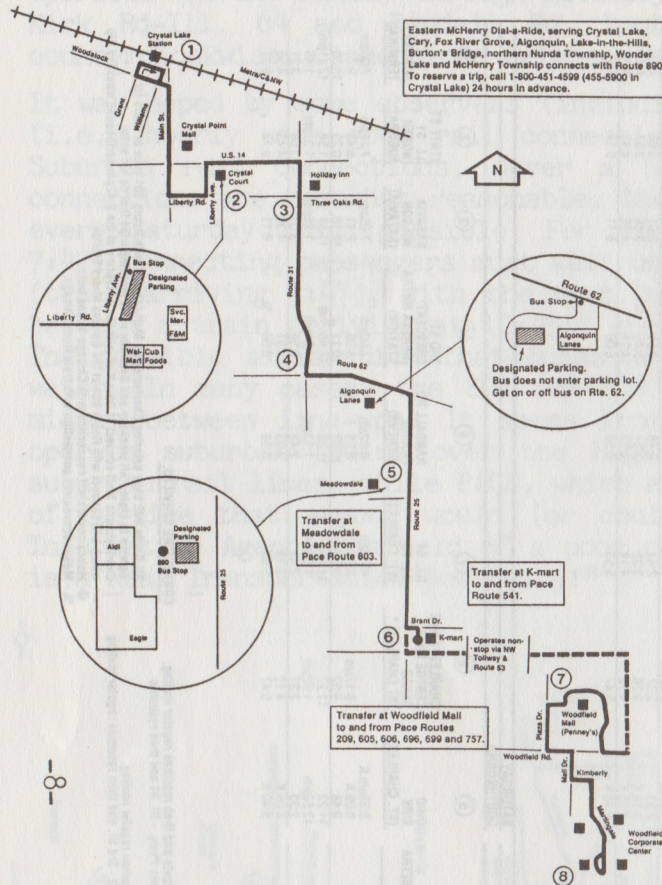 Eastern McHenry Dial-a-Ride, serving Crystal Lake,
Cary, Fox River Grove, Algonquin, Lake-in-the-Hills,
Burton's Bridge, northern Nunda Township, Wonder
Lake and McHenry Township connects with Route 890.
To reserve a trip, call 1-800-451-4599 (455-5900 in
Crystal Lake) 24 hours in advance.
Crystal Lake
Station
1
Woodstock
Metra/C&NW
Grant
Williams
Main St.
Crystal Point
Mall
U.S. 14
N
Crystal
Court
Holiday Inn
Liberty Rd.
Liberty Ave.
2
3
Three Oaks Rd.
Bus Stop
Designated
Parking
Liberty Ave.
Liberty Rd.
Svc.
Mer.
F&M
Wal-
Mart
Cub
Foods
Route 31
Route 62
Bus Stop
Algonquin
Lanes
Designated Parking.
Bus does not enter parking lot.
Get on or off bus on Rte. 62.
4
Route 62
Algonquin
Lanes
5
Meadowdale
Route 25
Aldi
Designated
Parking
890
Bus Stop
Eagle
Route 25
Transfer at
Meadowdale
to and from
Pace Route 803.
Transfer at K-mart
to and from Pace
Route 541.
Brant Dr.
6
K-mart
Operates non-
stop via NW
Tollway &
Route 53
7
Transfer at Woodfield Mall
to and from Pace Routes
209, 605, 606, 696, 699 and 757.
Plaza Dr.
Woodfield
Mall
(Penney's)
Woodfield Rd.
Mall Dr.
Kimberly
Martingale
Woodfield
Corporate
Center
8
-8-